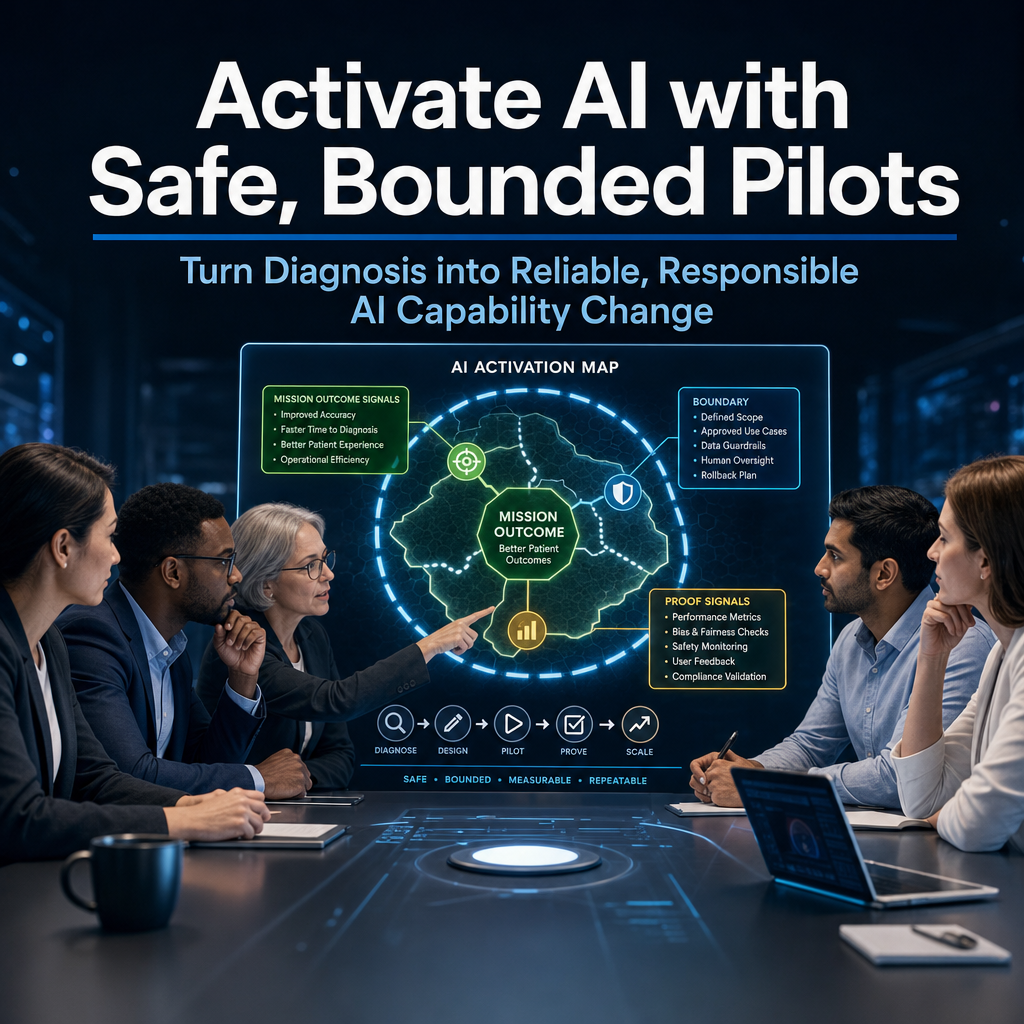 Activate AI with
Safe, Bounded Pilots
Turn Diagnosis into Reliable, Responsible
AI Capability Change
AI ACTIVATION MAP
MISSION OUTCOME SIGNALS
• Improved Accuracy
• Faster Time to Diagnosis
• Better Patient Experience
• Operational Efficiency
BOUNDARY
• Defined Scope
• Approved Use Cases
• Data Guardrails
• Human Oversight
• Rollback Plan
MISSION
OUTCOME
Better Patient
Outcomes
PROOF SIGNALS
• Performance Metrics
• Bias & Fairness Checks
• Safety Monitoring
• User Feedback
• Compliance Validation
DIAGNOSE
DESIGN
PILOT
PROVE
SCALE
SAFE • BOUNDED • MEASURABLE • REPEATABLE